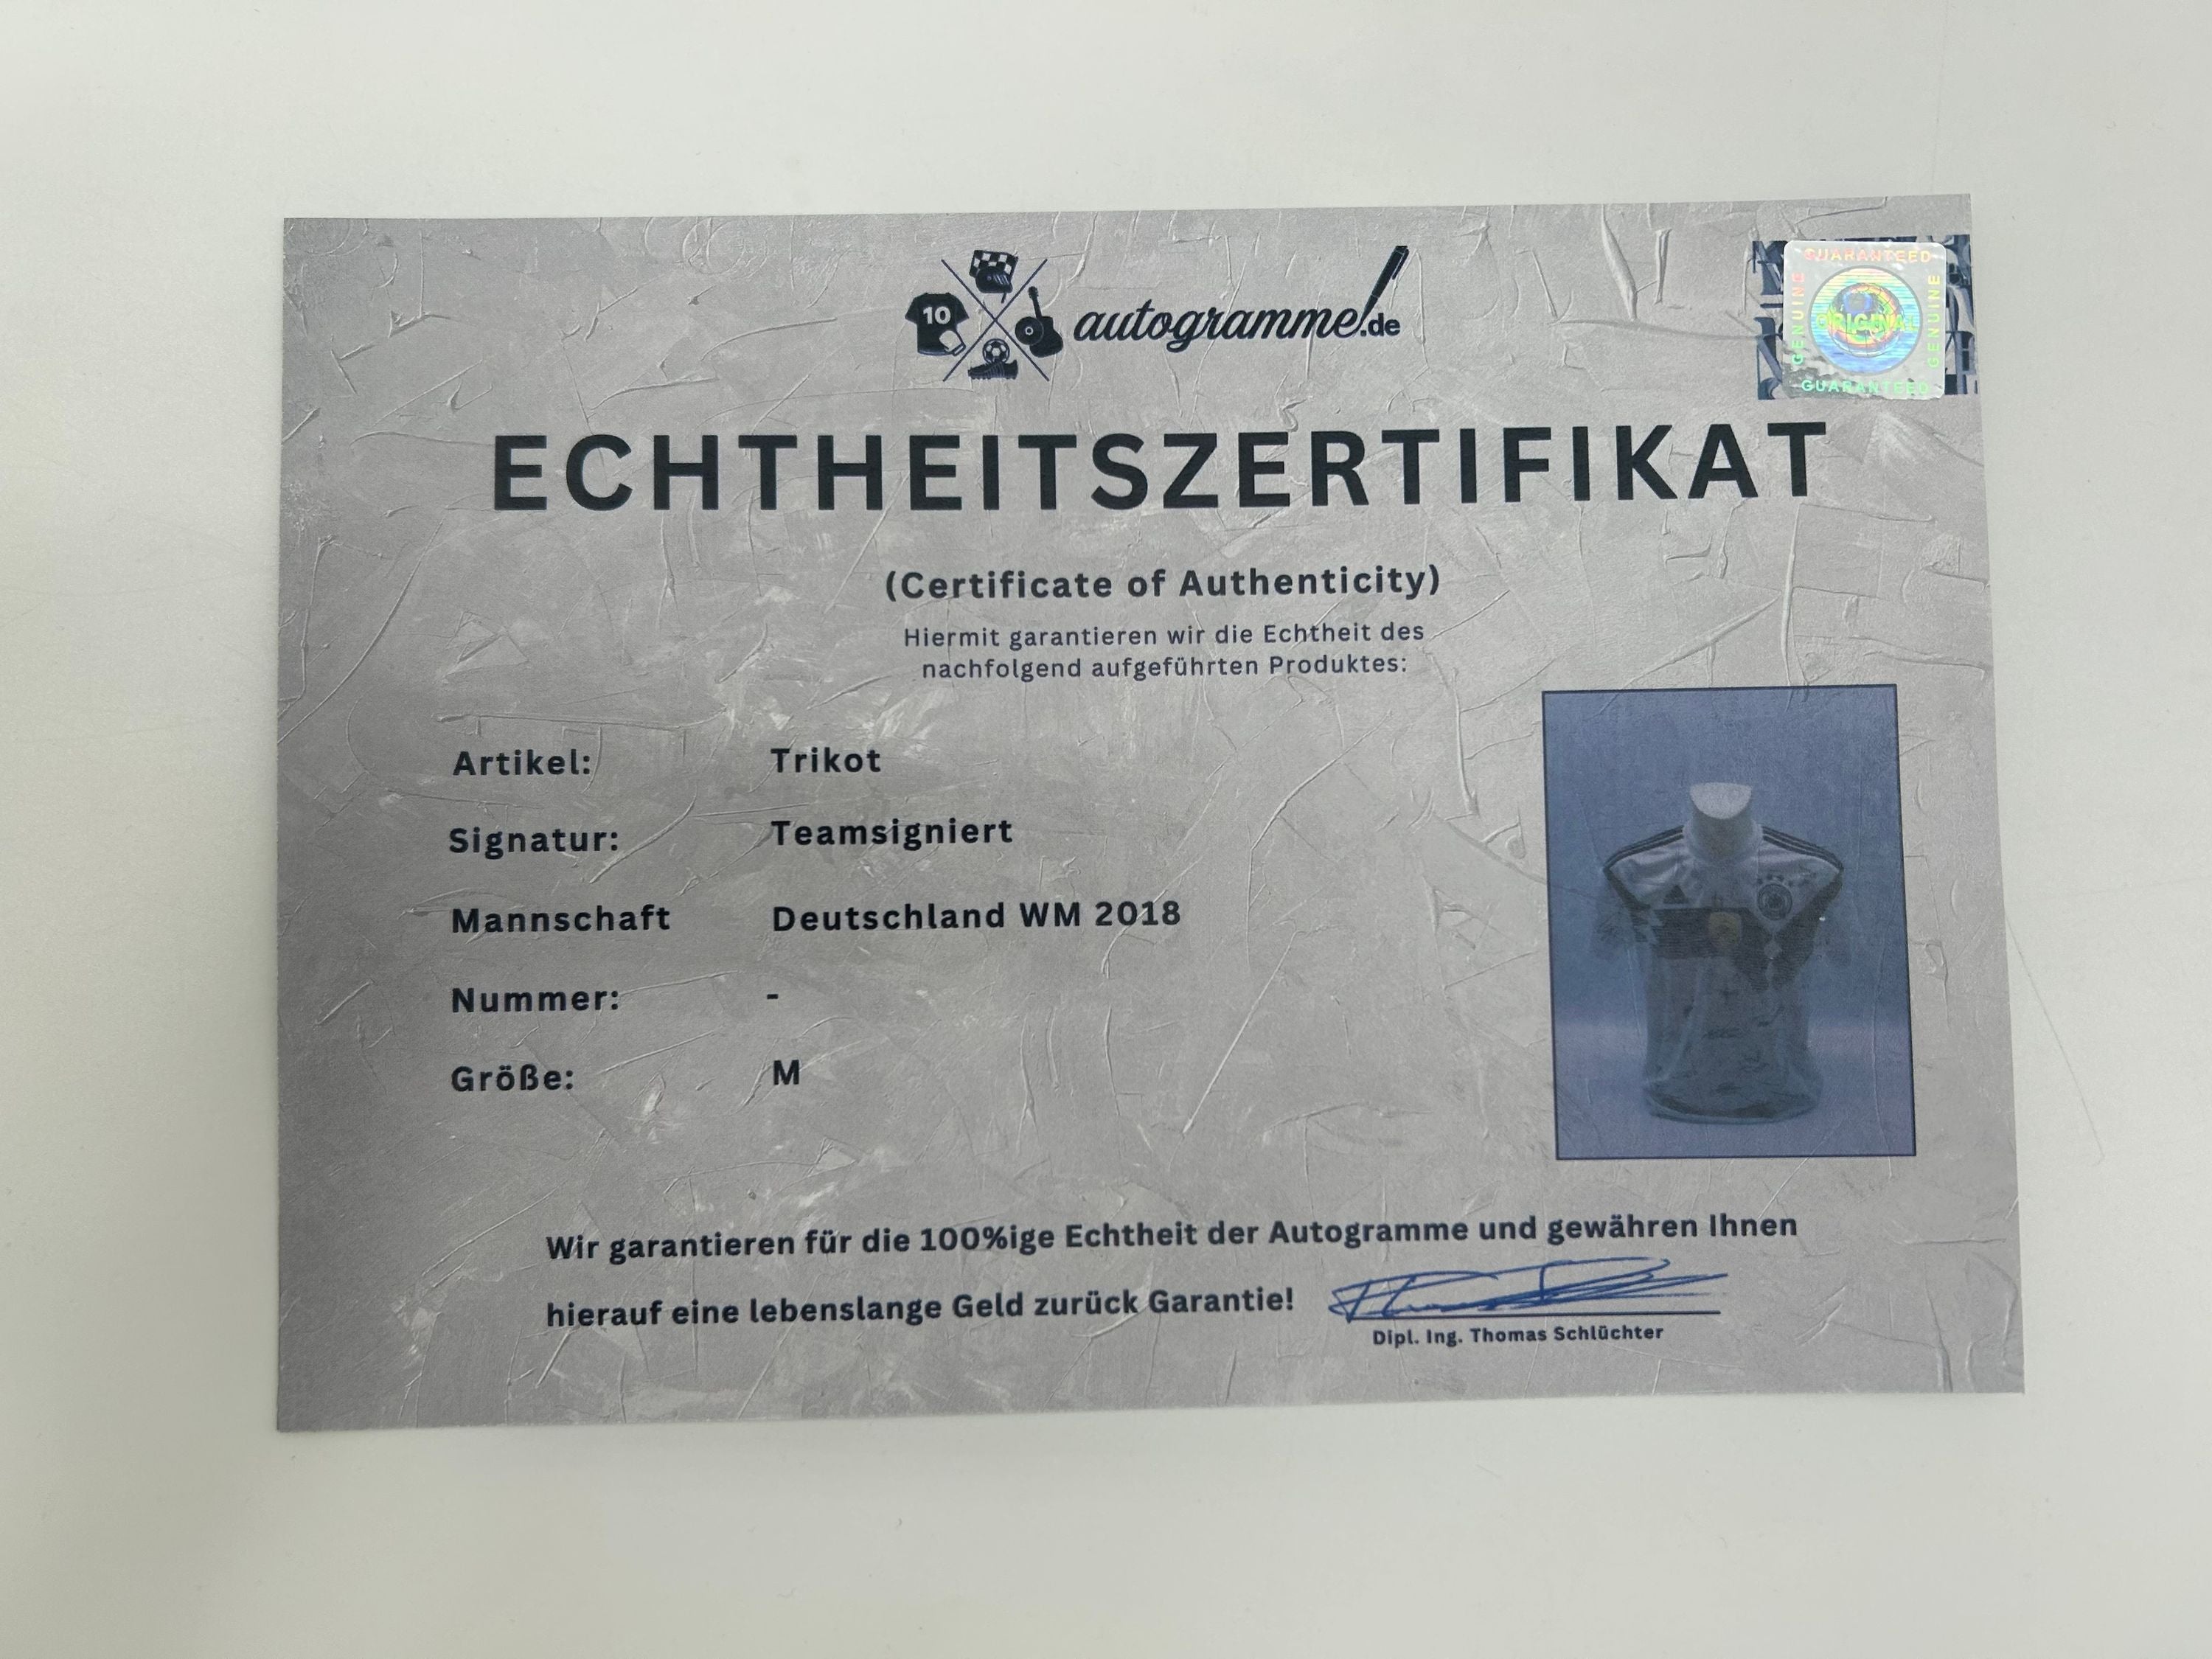 10
autogramme.de
GUARANTEED
GENUINE
ORIGINAL
GENUINE
GUARANTEED
ECHTHEITSZERTIFIKAT
(Certificate of Authenticity)
Hiermit garantieren wir die Echtheit des
nachfolgend aufgeführten Produktes:
Artikel: Trikot
Signatur: Teamsigniert
Mannschaft Deutschland WM 2018
Nummer: -
Größe: M
Wir garantieren für die 100%ige Echtheit der Autogramme und gewähren Ihnen
hierauf eine lebenslange Geld zurück Garantie!
Dipl. Ing. Thomas Schlüchter